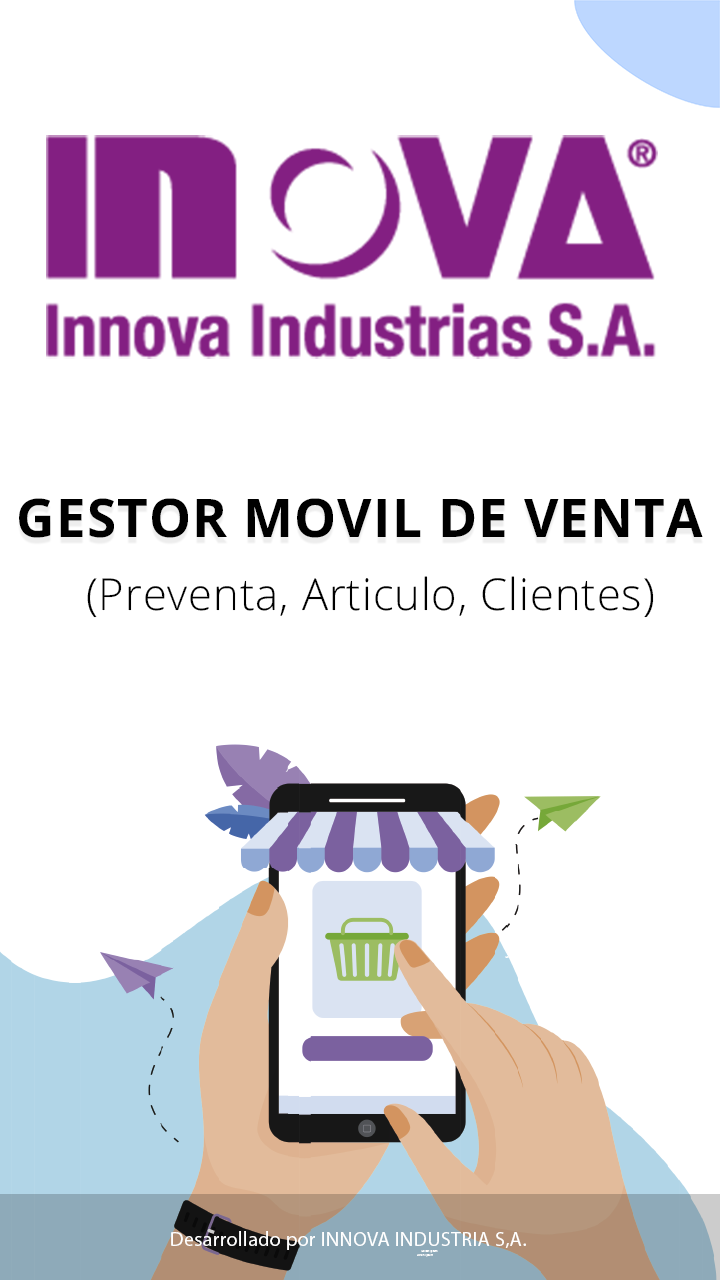 INOVA®
Innova Industrias S.A.
GESTOR MOVIL DE VENTA
(Preventa, Articulo, Clientes)
Desarrollado por INNOVA INDUSTRIA S,A.